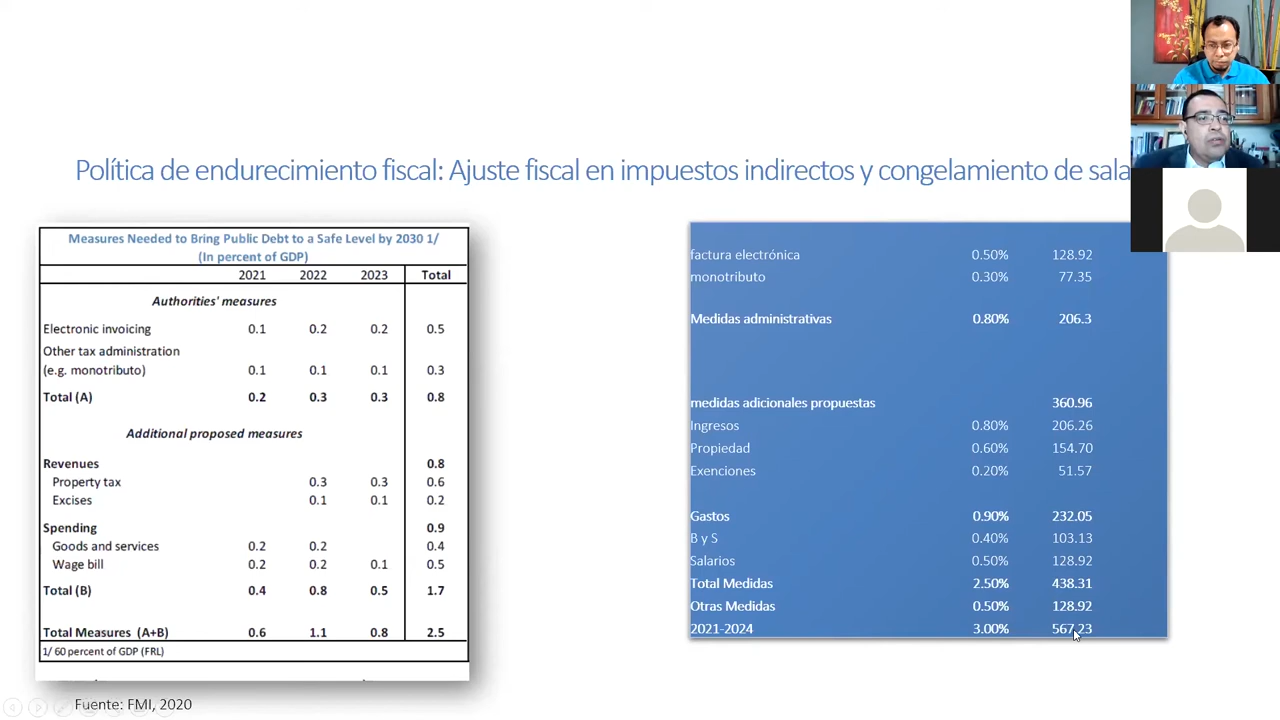 Política de endurecimiento fiscal: Ajuste fiscal en impuestos indirectos y congelamiento de
Measures Needed to Bring Public Debt to a Safe Level by 2030 1/
(In percent of GDP)
2021 2022 2023 Total
Authorities' measures
Electronic invoicing 0.1 0.2 0.2 0.5
Other tax administration
(e.g. monotributo) 0.1 0.1 0.1 0.3
Total (A) 0.2 0.3 0.3 0.8
Additional proposed measures
Revenues 0.8
Property tax 0.3 0.3 0.6
Excises 0.1 0.1 0.2
Spending 0.9
Goods and services 0.2 0.2 0.4
Wage bill 0.2 0.2 0.1 0.5
Total (B) 0.4 0.8 0.5 1.7
Total Measures (A+B) 0.6 1.1 0.8 2.5
1/ 60 percent of GDP (FRL)
Fuente: FMI, 2020
factura electrónica 0.50% 128.92
monotributo 0.30% 77.35
Medidas administrativas 0.80% 206.3
medidas adicionales propuestas 360.96
Ingresos 0.80% 206.26
Propiedad 0.60% 154.70
Exenciones 0.20% 51.57
Gastos 0.90% 232.05
B y S 0.40% 103.13
Salarios 0.50% 128.92
Total Medidas 2.50% 438.31
Otras Medidas 0.50% 128.92
2021-2024 3.00% 567.23